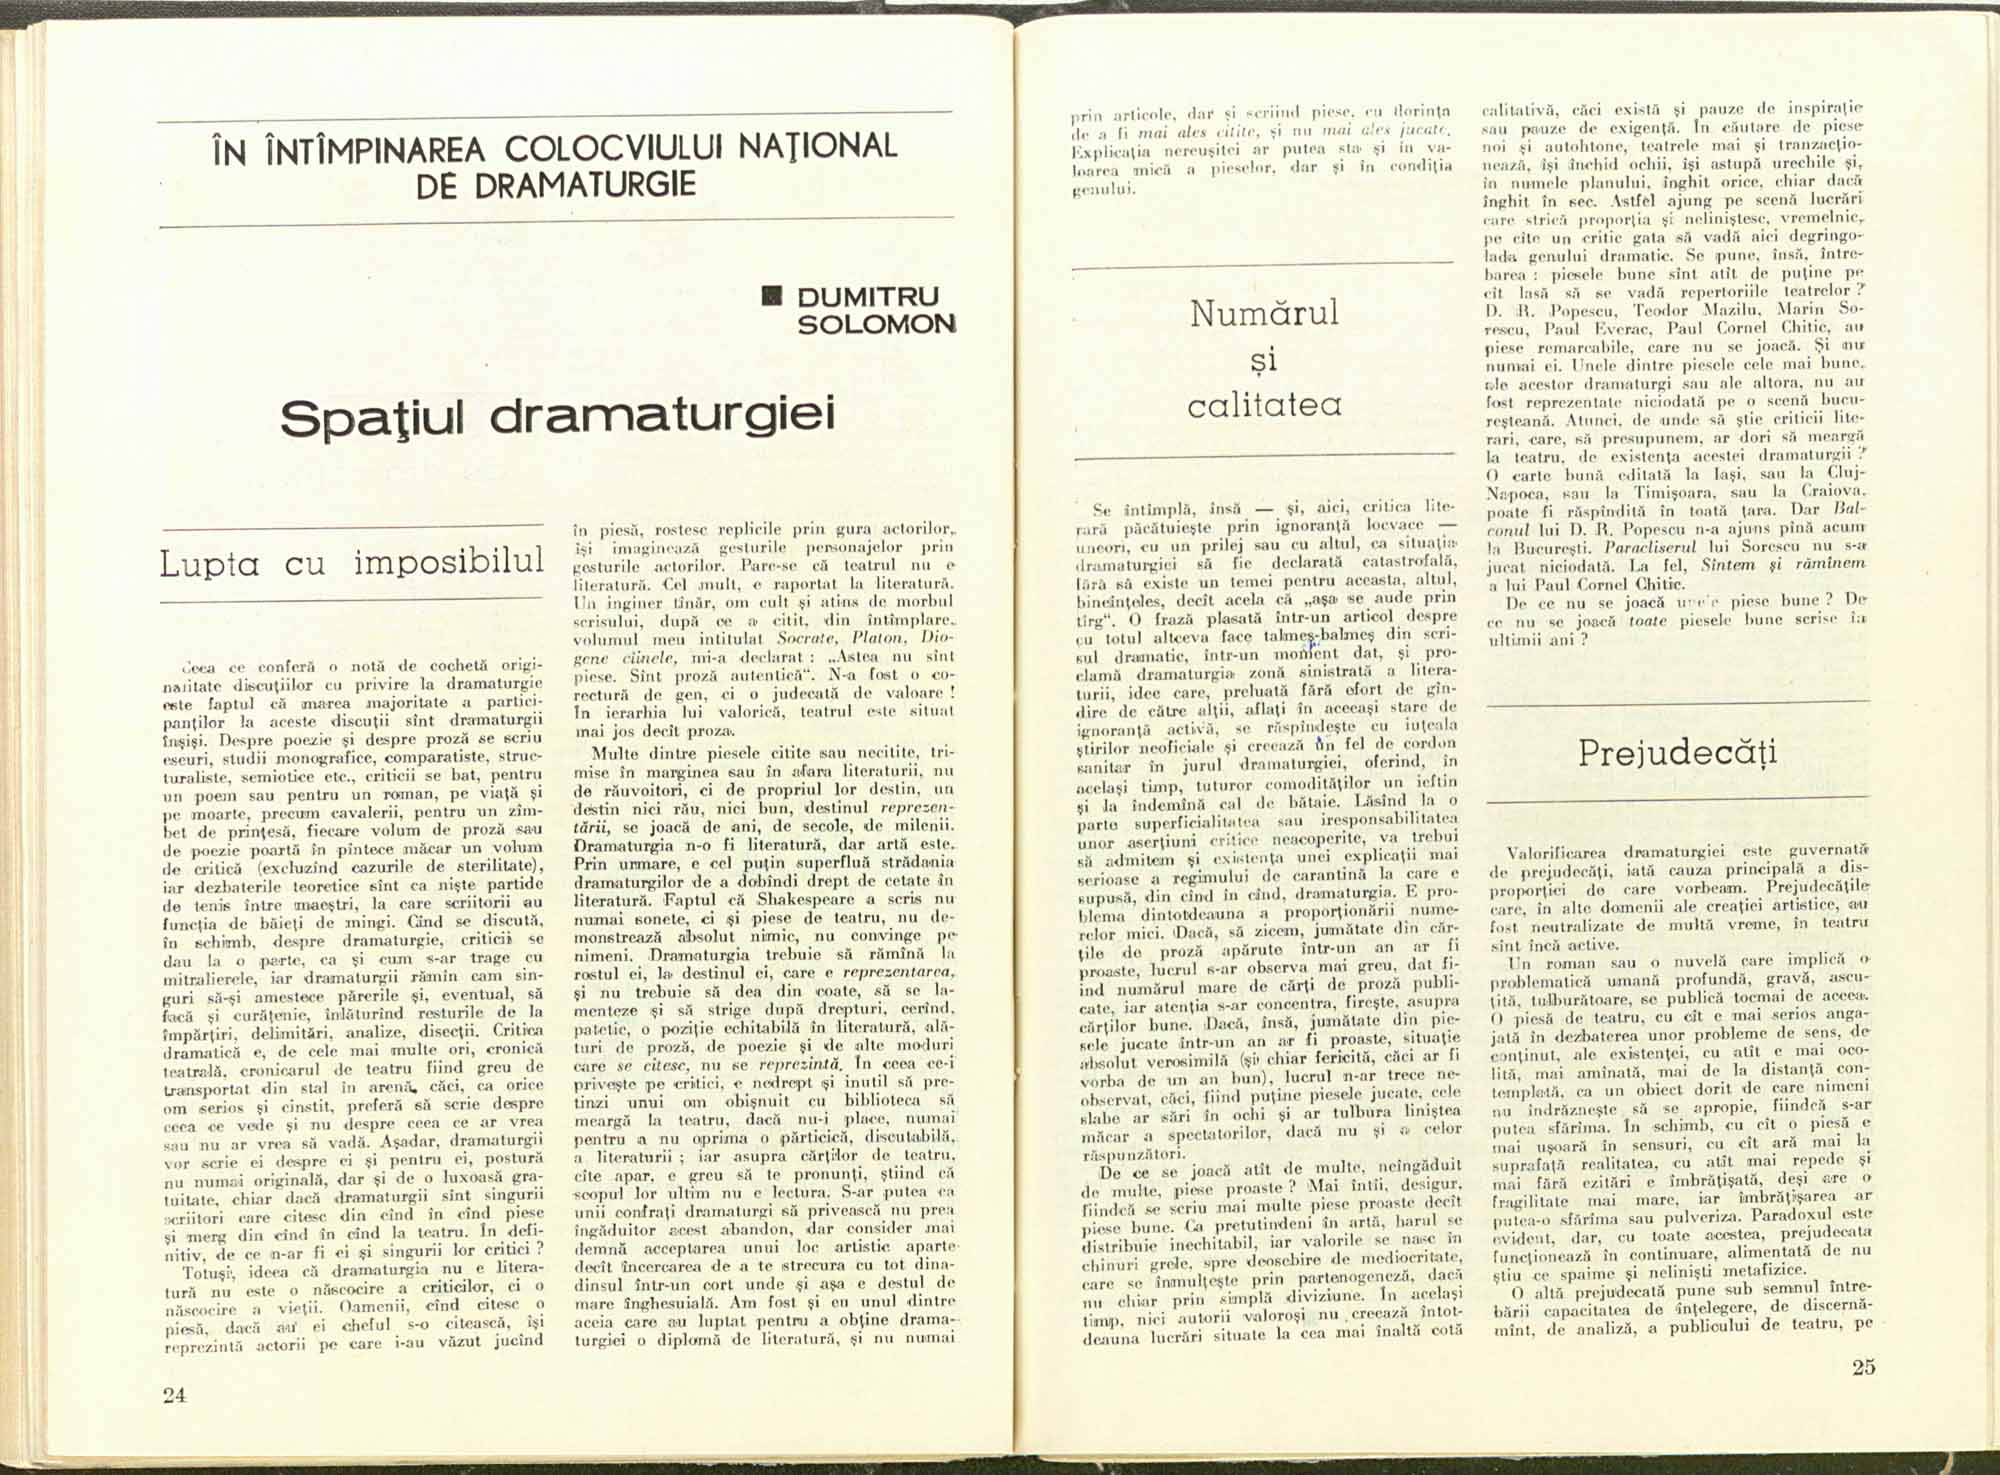 ÎN ÎNTÎMPINAREA COLOCVIULUI NAŢIONAL
DE DRAMATURGIE
■ DUMITRU
SOLOMON
Spaţiul dramaturgiei
Lupta cu imposibilul
Ceea ce conferă o notă de cochetă origi-
nalitate discuţiilor cu privire la dramaturgie
este faptul că marea majoritate a partici-
panţilor la aceste discuţii sînt dramaturgii
înşişi. Despre poezie şi despre proză se scriu
eseuri, studii monografice, comparatiste, struc-
turaliste, semiotice etc., criticii se bat, pentru
un poem sau pentru un roman, pe viaţă şi
pe moarte, precum cavalerii, pentru un zîm-
bet de prinţesă, fiecare volum de proză sau
de poezie poartă în pîntece măcar un volum
de critică (excluzînd cazurile de sterilitate),
iar dezbaterile teoretice sînt ca nişte partide
de tenis între maeştri, la care scriitorii au
funcţia de băieţi de mingi. Cînd se discută,
în schimb, despre dramaturgie, criticii se
dau la o parte, ca şi cum s-ar trage cu
mitralierele, iar dramaturgii rămîn cam sin-
guri să-şi amestece părerile şi, eventual, să
facă şi curăţenie, înlăturînd resturile de la
împărţiri, delimitări, analize, disecţii. Critica
dramatică e, de cele mai multe ori, cronică
teatrală, cronicarul de teatru fiind greu de
transportat din stal în arenă, căci, ca orice
om serios şi cinstit, preferă să scrie despre
ceea ce vede şi nu despre ceea ce ar vrea
sau nu ar vrea să vadă. Aşadar, dramaturgii
vor scrie ei despre ei şi pentru ei, postură
nu numai originală, dar şi de o luxoasă gra-
tuitate, chiar dacă dramaturgii sînt singurii
scriitori care citesc din cînd în cînd piese
şi merg din cînd în cînd la teatru. În defi-
nitiv, de ce n-ar fi ei şi singurii lor critici ?
Totuşi, ideea că dramaturgia nu e litera-
tură nu este o născocire a criticilor, ci o
născocire a vieţii. Oamenii, cînd citesc o
piesă, dacă au ei cheful s-o citească, îşi
reprezintă actorii pe care i-au văzut jucînd
în piesă, rostesc replicile prin gura actorilor,
îşi imaginează gesturile personajelor prin
gesturile actorilor. Pare-se că teatrul nu e
literatură. Cel mult, e raportat la literatură.
Un inginer tînăr, om cult şi atins de morbul
scrisului, după ce a citit, din întîmplare,
volumul meu intitulat Socrate, Platon, Dio-
gene cîinele, mi-a declarat : „Astea nu sînt
piese. Sînt proză autentică“. N-a fost o co-
rectură de gen, ci o judecată de valoare !
În ierarhia lui valorică, teatrul este situat
mai jos decît proza.
Multe dintre piesele citite sau necitite, tri-
mise în marginea sau în afara literaturii, nu
de răuvoitori, ci de propriul lor destin, un
destin nici rău, nici bun, destinul reprezen-
tării, se joacă de ani, de secole, de milenii.
Dramaturgia n-o fi literatură, dar artă este.
Prin urmare, e cel puţin superfluă strădania
dramaturgilor de a dobîndi drept de cetate în
literatură. Faptul că Shakespeare a scris nu
numai sonete, ci şi piese de teatru, nu de-
monstrează absolut nimic, nu convinge pe
nimeni. Dramaturgia trebuie să rămînă la
rostul ei, la destinul ei, care e reprezentarea,
şi nu trebuie să dea din coate, să se la-
menteze şi să strige după drepturi, cerînd,
patetic, o poziţie echitabilă în literatură, ală-
turi de proză, de poezie şi de alte moduri
care se citesc, nu se reprezintă. În ceea ce-i
priveşte pe critici, e nedrept şi inutil să pre-
tinzi unui om obişnuit cu biblioteca să
meargă la teatru, dacă nu-i place, numai
pentru a nu oprima o părticică, discutabilă,
a literaturii ; iar asupra cărţilor de teatru,
cîte apar, e greu să te pronunţi, ştiind că
scopul lor ultim nu e lectura. S-ar putea ca
unii confraţi dramaturgi să privească nu prea
îngăduitor acest abandon, dar consider mai
demnă acceptarea unui loc artistic aparte
decît încercarea de a te strecura cu tot dina-
dinsul într-un cort unde şi aşa e destul de
mare înghesuială. Am fost şi eu unul dintre
aceia care au luptat pentru a obţine drama-
turgiei o diplomă de literatură, şi nu numai
24
prin articole, dar şi scriind piese, cu dorinţa
de a fi mai ales citite, şi nu mai ales jucate.
Explicaţia nereuşitei ar putea sta şi în va-
loarea mică a pieselor, dar şi în condiţia
genului.
Numărul
şi
calitatea
Se întîmplă, însă — şi, aici, critica lite-
rară păcătuieşte prin ignoranţă locvace —
uneori, cu un prilej sau cu altul, ca situaţia
dramaturgiei să fie declarată catastrofală,
fără să existe un temei pentru aceasta, altul,
bineînţeles, decît acela că „aşa se aude prin
tîrg“. O frază plasată într-un articol despre
cu totul altceva face talmeş-balmeş din scri-
sul dramatic, într-un moment dat, şi pro-
clamă dramaturgia zonă sinistrată a litera-
turii, idee care, preluată fără efort de gîn-
dire de către alţii, aflaţi în aceeaşi stare de
ignoranţă activă, se răspîndeşte cu iuţeala
ştirilor neoficiale şi creează un fel de cordon
sanitar în jurul dramaturgiei, oferind, în
acelaşi timp, tuturor comodităţilor un ieftin
şi la îndemînă cal de bătaie. Lăsînd la o
parte superficialitatea sau iresponsabilitatea
unor aserţiuni critice neacoperite, va trebui
să admitem şi existenţa unei explicaţii mai
serioase a regimului de carantină la care e
supusă, din cînd în cînd, dramaturgia. E pro-
blema dintotdeauna a proporţionării nume-
relor mici. Dacă, să zicem, jumătate din căr-
ţile de proză apărute într-un an ar fi
proaste, lucrul s-ar observa mai greu, dat fi-
ind numărul mare de cărţi de proză publi-
cate, iar atenţia s-ar concentra, fireşte, asupra
cărţilor bune. Dacă, însă, jumătate din pie-
sele jucate într-un an ar fi proaste, situaţie
absolut verosimilă (şi chiar fericită, căci ar fi
vorba de un an bun), lucrul n-ar trece ne-
observat, căci, fiind puţine piesele jucate, cele
slabe ar sări în ochi şi ar tulbura liniştea
măcar a spectatorilor, dacă nu şi a celor
răspunzători.
De ce se joacă atît de multe, neîngăduit
de multe, piese proaste ? Mai întîi, desigur,
fiindcă se scriu mai multe piese proaste decît
piese bune. Ca pretutindeni în artă, harul se
distribuie inechitabil, iar valorile se nasc în
chinuri grele, spre deosebire de mediocritate,
care se înmulţeşte prin partenogeneză, dacă
nu chiar prin simplă diviziune. În acelaşi
timp, nici autorii valoroşi nu creează întot-
deauna lucrări situate la cea mai înaltă cotă
calitativă, căci există şi pauze de inspiraţie
sau pauze de exigenţă. În căutare de piese
noi şi autohtone, teatrele mai şi tranzacţio-
nează, îşi închid ochii, îşi astupă urechile şi,
în numele planului, înghit orice, chiar dacă
înghit în sec. Astfel ajung pe scenă lucrări
care strică proporţia şi neliniştesc, vremelnic,
pe cîte un critic gata să vadă aici degringo-
lada genului dramatic. Se pune, însă, între-
barea : piesele bune sînt atît de puţine pe
cît lasă să se vadă repertoriile teatrelor ?
D. R. Popescu, Teodor Mazilu, Marin So-
rescu, Paul Everac, Paul Cornel Chitic, au
piese remarcabile, care nu se joacă. Şi nu
numai ei. Unele dintre piesele cele mai bune,
ale acestor dramaturgi sau ale altora, nu au
fost reprezentate niciodată pe o scenă bucu-
reşteană. Atunci, de unde să ştie criticii lite-
rari, care, să presupunem, ar dori să meargă
la teatru, de existenţa acestei dramaturgii ?
O carte bună editată la Iaşi, sau la Cluj-
Napoca, sau la Timişoara, sau la Craiova,
poate fi răspîndită în toată ţara. Dar Bal-
conul lui D. R. Popescu n-a ajuns pînă acum
la Bucureşti. Paracliserul lui Sorescu nu s-a
jucat niciodată. La fel, Sîntem şi rămînem
a lui Paul Cornel Chitic.
De ce nu se joacă unele piese bune ? De
ce nu se joacă toate piesele bune scrise în
ultimii ani ?
Prejudecăţi
Valorificarea dramaturgiei este guvernată
de prejudecăţi, iată cauza principală a dis-
proporţiei de care vorbeam. Prejudecăţile
care, în alte domenii ale creaţiei artistice, au
fost neutralizate de multă vreme, în teatru
sînt încă active.
Un roman sau o nuvelă care implică o
problematică umană profundă, gravă, ascu-
ţită, tulburătoare, se publică tocmai de aceea.
O piesă de teatru, cu cît e mai serios anga-
jată în dezbaterea unor probleme de sens, de
conţinut, ale existenţei, cu atît e mai oco-
lită, mai amînată, mai de la distanţă con-
templată, ca un obiect dorit de care nimeni
nu îndrăzneşte să se apropie, fiindcă s-ar
putea sfărîma. În schimb, cu cît o piesă e
mai uşoară în sensuri, cu cît ară mai la
suprafaţă realitatea, cu atît mai repede şi
mai fără ezitări e îmbrăţişată, deşi are o
fragilitate mai mare, iar îmbrăţişarea ar
putea-o sfărîma sau pulveriza. Paradoxul este
evident, dar, cu toate acestea, prejudecata
funcţionează în continuare, alimentată de nu
ştiu ce spaime şi nelinişti metafizice.
O altă prejudecată pune sub semnul între-
bării capacitatea de înţelegere, de discernă-
mînt, de analiză, a publicului de teatru, pe
25